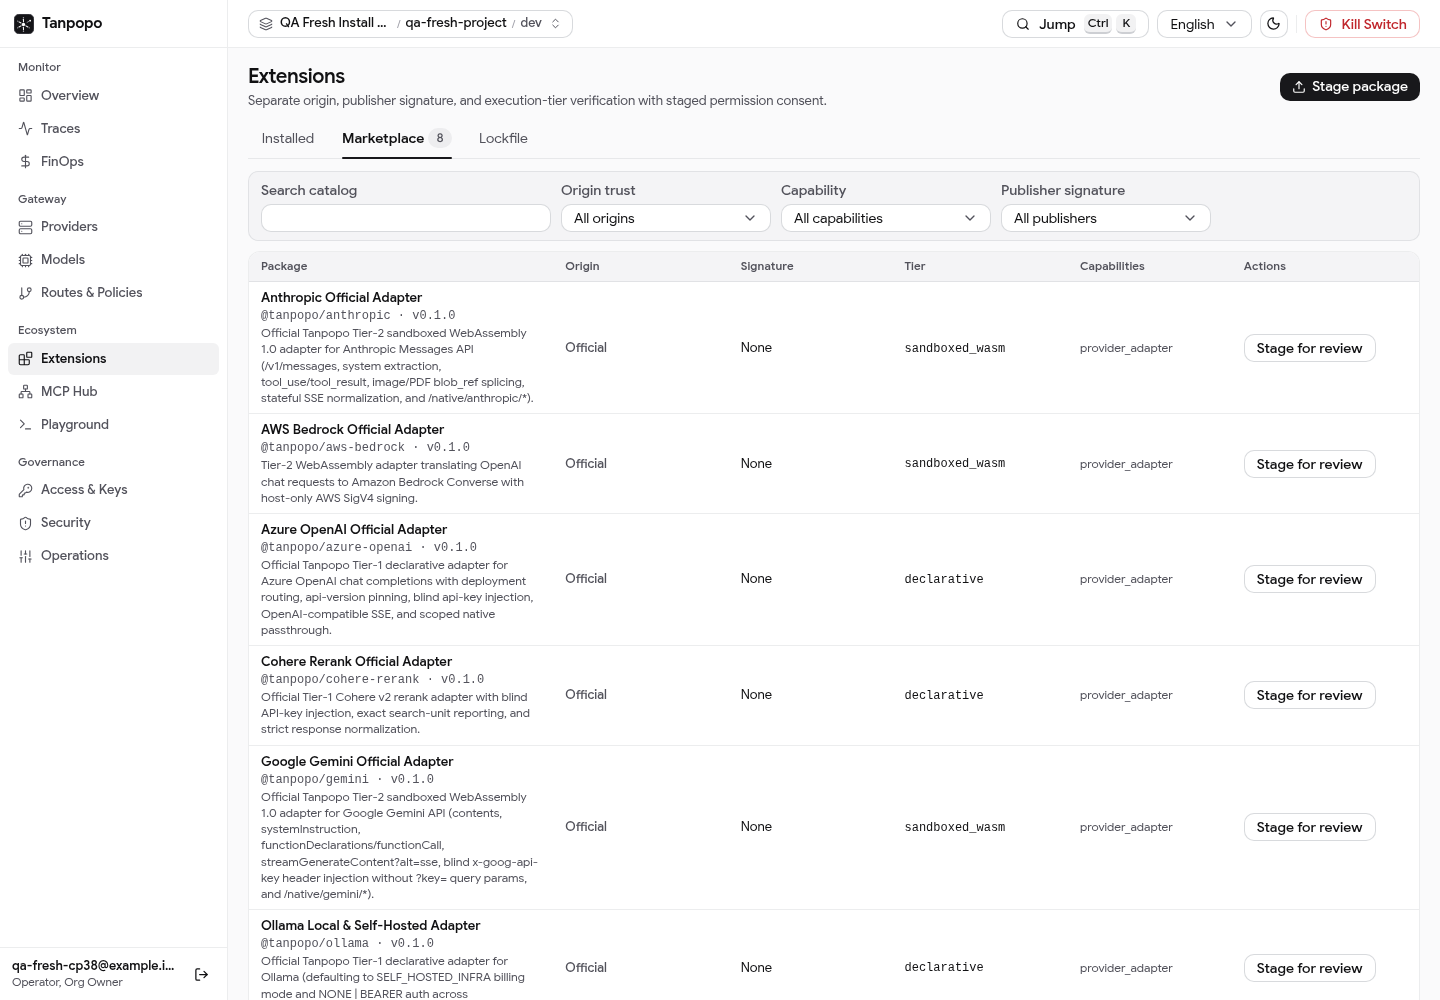 Tanpopo
QA Fresh Install ... / qa-fresh-project / dev
Jump Ctrl K
English
Kill Switch
Monitor
Overview
Traces
FinOps
Gateway
Providers
Models
Routes & Policies
Ecosystem
Extensions
MCP Hub
Playground
Governance
Access & Keys
Security
Operations
qa-fresh-cp38@example.i...
Operator, Org Owner
Extensions
Separate origin, publisher signature, and execution-tier verification with staged permission consent.
Stage package
Installed
Marketplace 8
Lockfile
Search catalog
Origin trust
Capability
Publisher signature
All origins
All capabilities
All publishers
Package Origin Signature Tier Capabilities Actions
Anthropic Official Adapter
@tanpopo/anthropic · v0.1.0
Official Tanpopo Tier-2 sandboxed WebAssembly
1.0 adapter for Anthropic Messages API
(/v1/messages, system extraction,
tool_use/tool_result, image/PDF blob_ref splicing,
stateful SSE normalization, and /native/anthropic/*).
Official None sandboxed_wasm provider_adapter Stage for review
AWS Bedrock Official Adapter
@tanpopo/aws-bedrock · v0.1.0
Tier-2 WebAssembly adapter translating OpenAI
chat requests to Amazon Bedrock Converse with
host-only AWS SigV4 signing.
Official None sandboxed_wasm provider_adapter Stage for review
Azure OpenAI Official Adapter
@tanpopo/azure-openai · v0.1.0
Official Tanpopo Tier-1 declarative adapter for
Azure OpenAI chat completions with deployment
routing, api-version pinning, blind api-key injection,
OpenAI-compatible SSE, and scoped native
passthrough.
Official None declarative provider_adapter Stage for review
Cohere Rerank Official Adapter
@tanpopo/cohere-rerank · v0.1.0
Official Tier-1 Cohere v2 rerank adapter with blind
API-key injection, exact search-unit reporting, and
strict response normalization.
Official None declarative provider_adapter Stage for review
Google Gemini Official Adapter
@tanpopo/gemini · v0.1.0
Official Tanpopo Tier-2 sandboxed WebAssembly
1.0 adapter for Google Gemini API (contents,
systemInstruction,
functionDeclarations/functionCall,
streamGenerateContent?alt=sse, blind x-goog-api-
key header injection without ?key= query params,
and /native/gemini/*).
Official None sandboxed_wasm provider_adapter Stage for review
Ollama Local & Self-Hosted Adapter
@tanpopo/ollama · v0.1.0
Official Tanpopo Tier-1 declarative adapter for
Ollama (defaulting to SELF_HOSTED_INFRA billing
mode and NONE | BEARER auth across
Official None declarative provider_adapter Stage for review